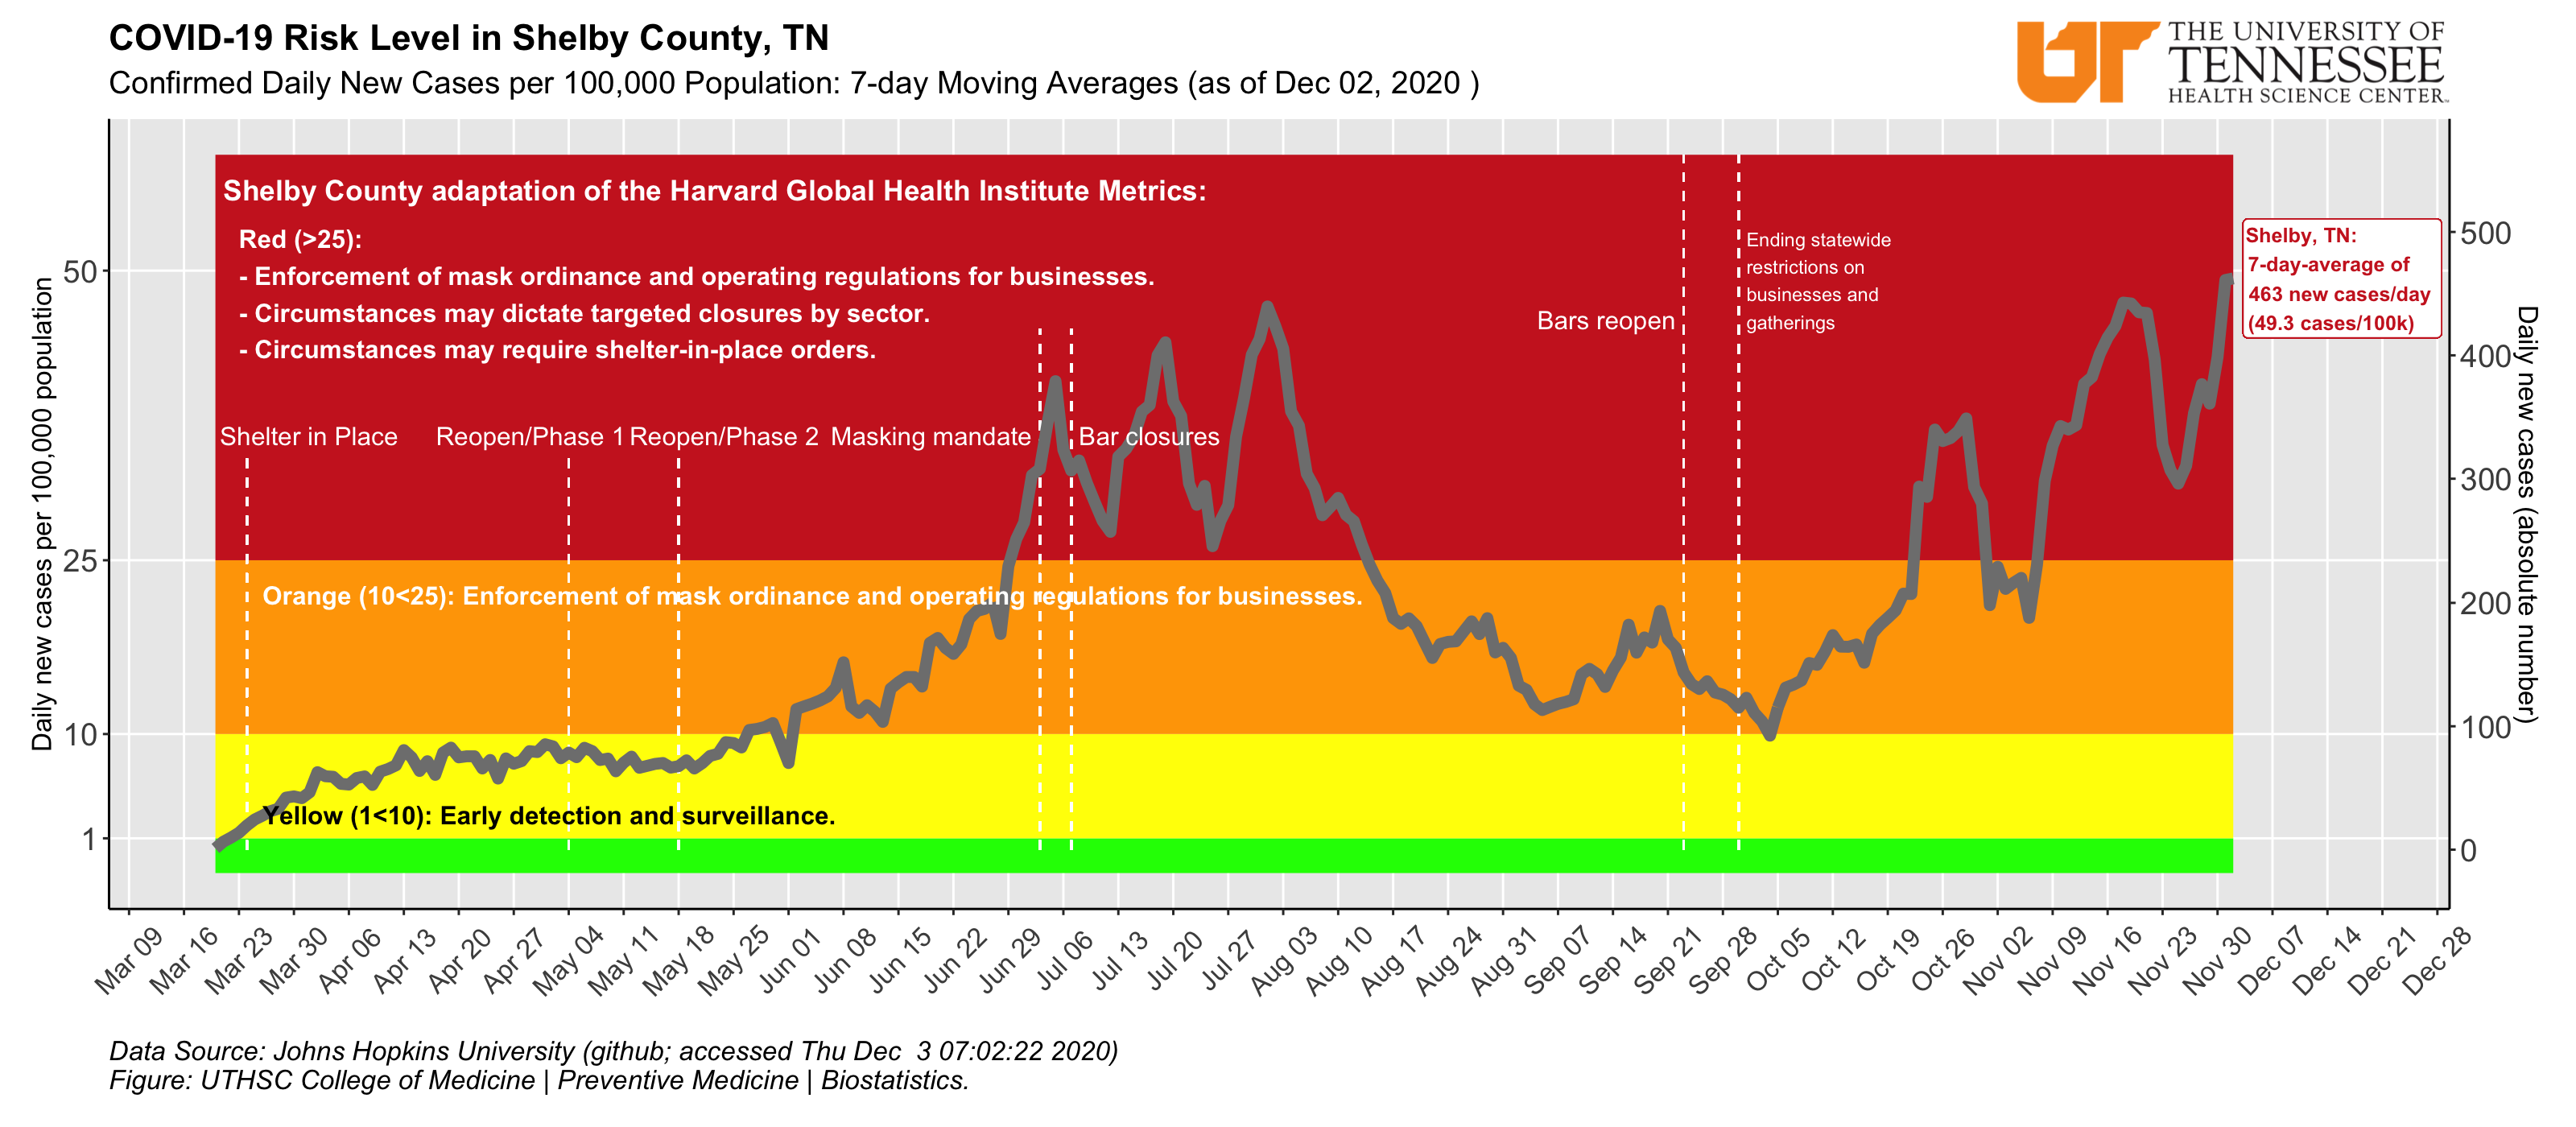 COVID-19 Risk Level in Shelby County, TN
Confirmed Daily New Cases per 100,000 Population: 7-day Moving Averages (as of Dec 02, 2020 )
UT
THE UNIVERSITY OF
TENNESSEE
HEALTH SCIENCE CENTER™
Shelby County adaptation of the Harvard Global Health Institute Metrics:
Red (>25):
- Enforcement of mask ordinance and operating regulations for businesses.
- Circumstances may dictate targeted closures by sector.
- Circumstances may require shelter-in-place orders.
Shelter in Place
Reopen/Phase 1
Reopen/Phase 2
Masking mandate
Bar closures
Bars reopen
Ending statewide
restrictions on
businesses and
gatherings
Shelby, TN:
7-day-average of
463 new cases/day
(49.3 cases/100k)
Orange (10<25): Enforcement of mask ordinance and operating regulations for businesses.
Yellow (1<10): Early detection and surveillance.
Daily new cases per 100,000 population
50
25
10
1
Daily new cases (absolute number)
500
400
300
200
100
0
Mar 09
Mar 16
Mar 23
Mar 30
Apr 06
Apr 13
Apr 20
Apr 27
May 04
May 11
May 18
May 25
Jun 01
Jun 08
Jun 15
Jun 22
Jun 29
Jul 06
Jul 13
Jul 20
Jul 27
Aug 03
Aug 10
Aug 17
Aug 24
Aug 31
Sep 07
Sep 14
Sep 21
Sep 28
Oct 05
Oct 12
Oct 19
Oct 26
Nov 02
Nov 09
Nov 16
Nov 23
Nov 30
Dec 07
Dec 14
Dec 21
Dec 28
Data Source: Johns Hopkins University (github; accessed Thu Dec  3 07:02:22 2020)
Figure: UTHSC College of Medicine | Preventive Medicine | Biostatistics.